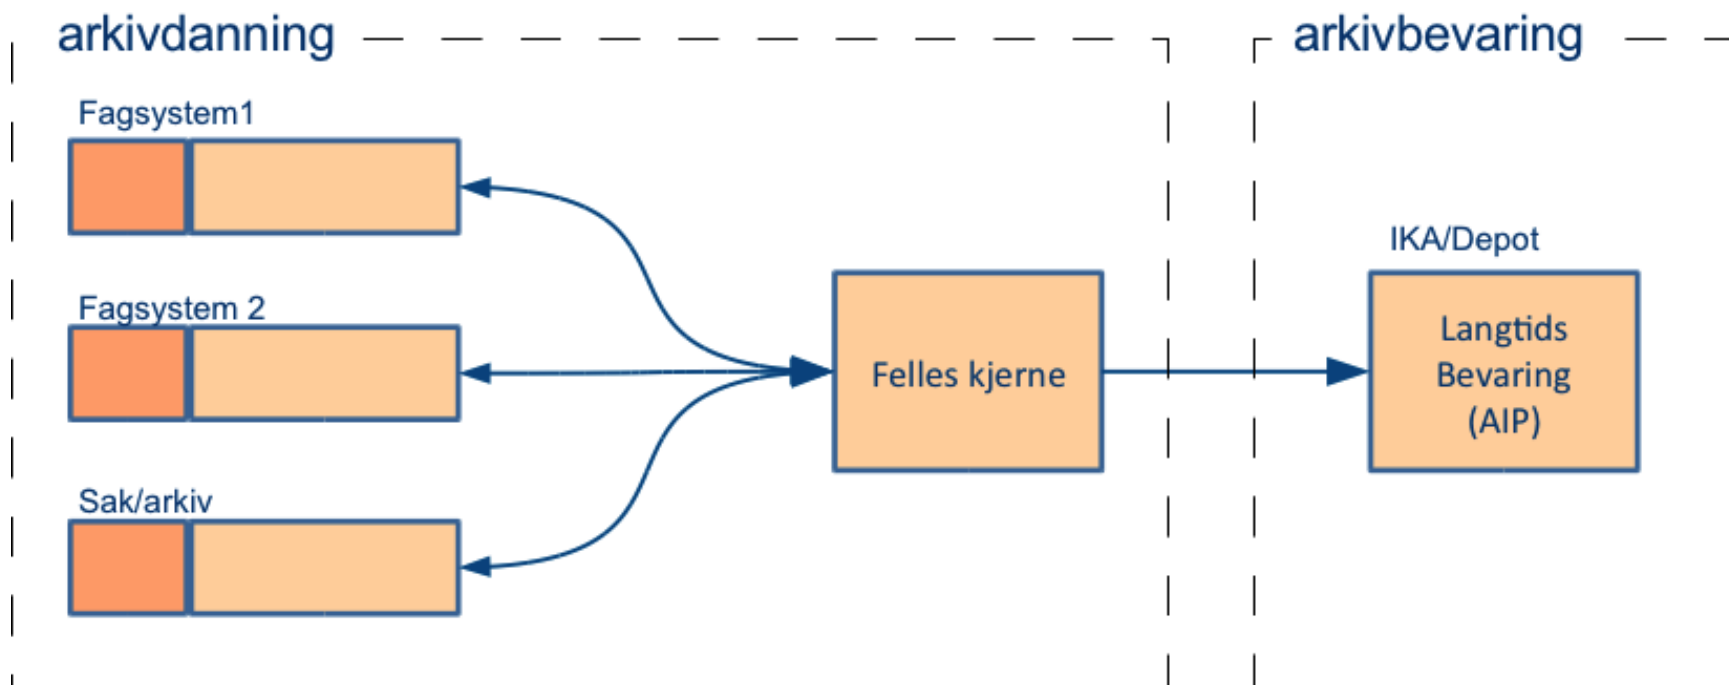 arkivdanning
arkivbevaring
Fagsystem1
Fagsystem 2
Sak/arkiv
Felles kjerne
IKA/Depot
Langtids
Bevaring
(AIP)